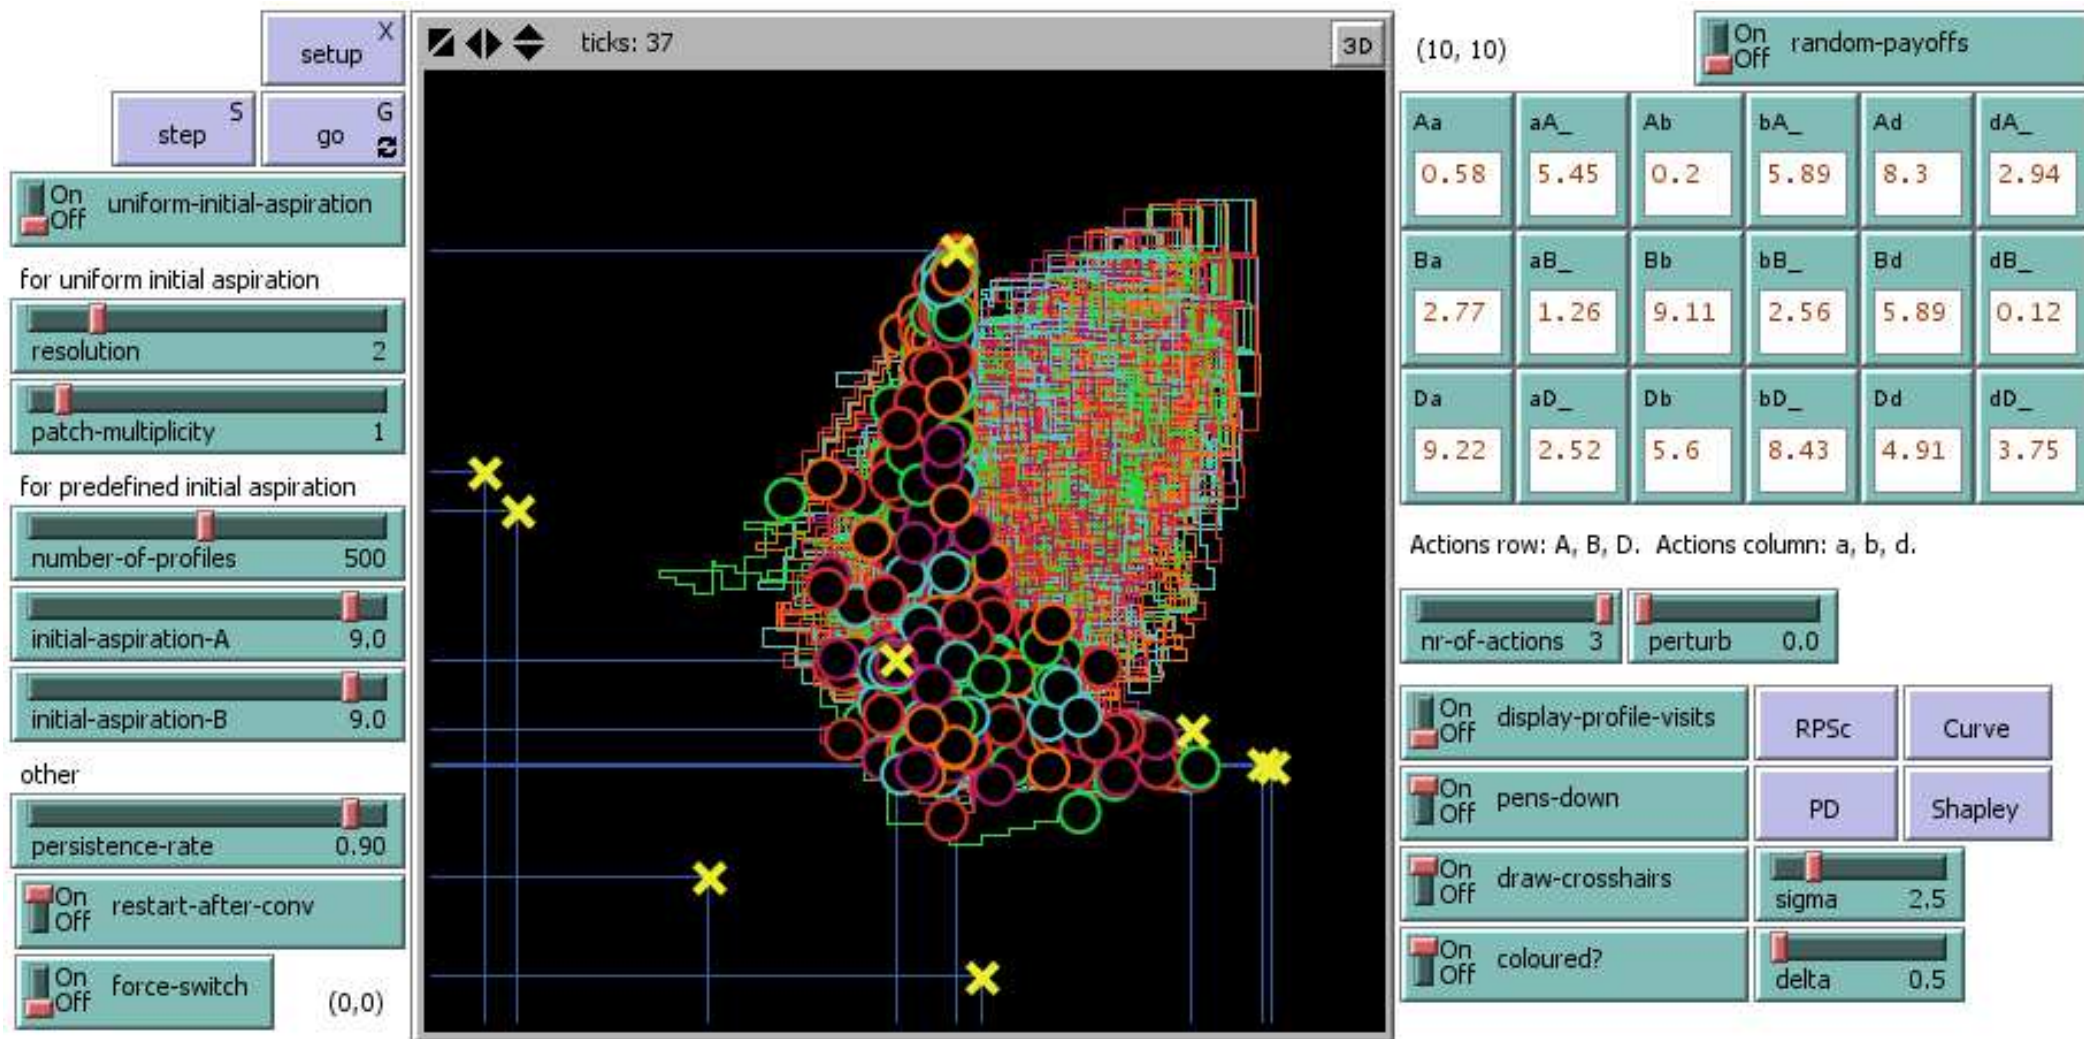 X
setup
S
step
G
go
On
Off
uniform-initial-aspiration
for uniform initial aspiration
resolution 2
patch-multiplicity 1
for predefined initial aspiration
number-of-profiles 500
initial-aspiration-A 9.0
initial-aspiration-B 9.0
other
persistence-rate 0.90
On
Off
restart-after-conv
On
Off
force-switch
(0,0)
ticks: 37
3D
(10, 10)
On
Off
random-payoffs
Aa aA_ Ab bA_ Ad dA_
0.58 5.45 0.2 5.89 8.3 2.94
Ba aB_ Bb bB_ Bd dB_
2.77 1.26 9.11 2.56 5.89 0.12
Da aD_ Db bD_ Dd dD_
9.22 2.52 5.6 8.43 4.91 3.75
Actions row: A, B, D. Actions column: a, b, d.
nr-of-actions 3
perturb 0.0
On
Off
display-profile-visits
RPSc
Curve
On
Off
pens-down
PD
Shapley
On
Off
draw-crosshairs
sigma 2.5
On
Off
coloured?
delta 0.5